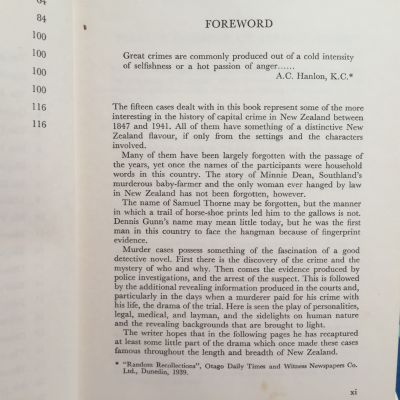 84
100
100
100
100
116
116
FOREWORD
Great crimes are commonly produced out of a cold intensity
of selfishness or a hot passion of anger......
A.C. Hanlon, K.C.*
The fifteen cases dealt with in this book represent some of the more
interesting in the history of capital crime in New Zealand between
1847 and 1941. All of them have something of a distinctive New
Zealand flavour, if only from the settings and the characters
involved.
Many of them have been largely forgotten with the passage of
the years, yet once the names of the participants were household
words in this country. The story of Minnie Dean, Southland's
murderous baby-farmer and the only woman ever hanged by law
in New Zealand has not been forgotten, however.
The name of Samuel Thorne may be forgotten, but the manner
in which a trail of horse-shoe prints led him to the gallows is not.
Dennis Gunn's name may mean little today, but he was the first
man in this country to face the hangman because of fingerprint
evidence.
Murder cases possess something of the fascination of a good
detective novel. First there is the discovery of the crime and the
mystery of who and why. Then comes the evidence produced by
police investigations, and the arrest of the suspect. This is followed
by the additional revealing information produced in the courts and,
particularly in the days when a murderer paid for his crime with
his life, the drama of the trial. Here is seen the play of personalities,
legal, medical, and layman, and the sidelights on human nature
and the revealing backgrounds that are brought to light.
The writer hopes that in the following pages he has recaptured
at least some little part of the drama which once made these cases
famous throughout the length and breadth of New Zealand.
* "Random Recollections", Otago Daily Times and Witness Newspapers Co.
Ltd., Dunedin, 1939.
xi